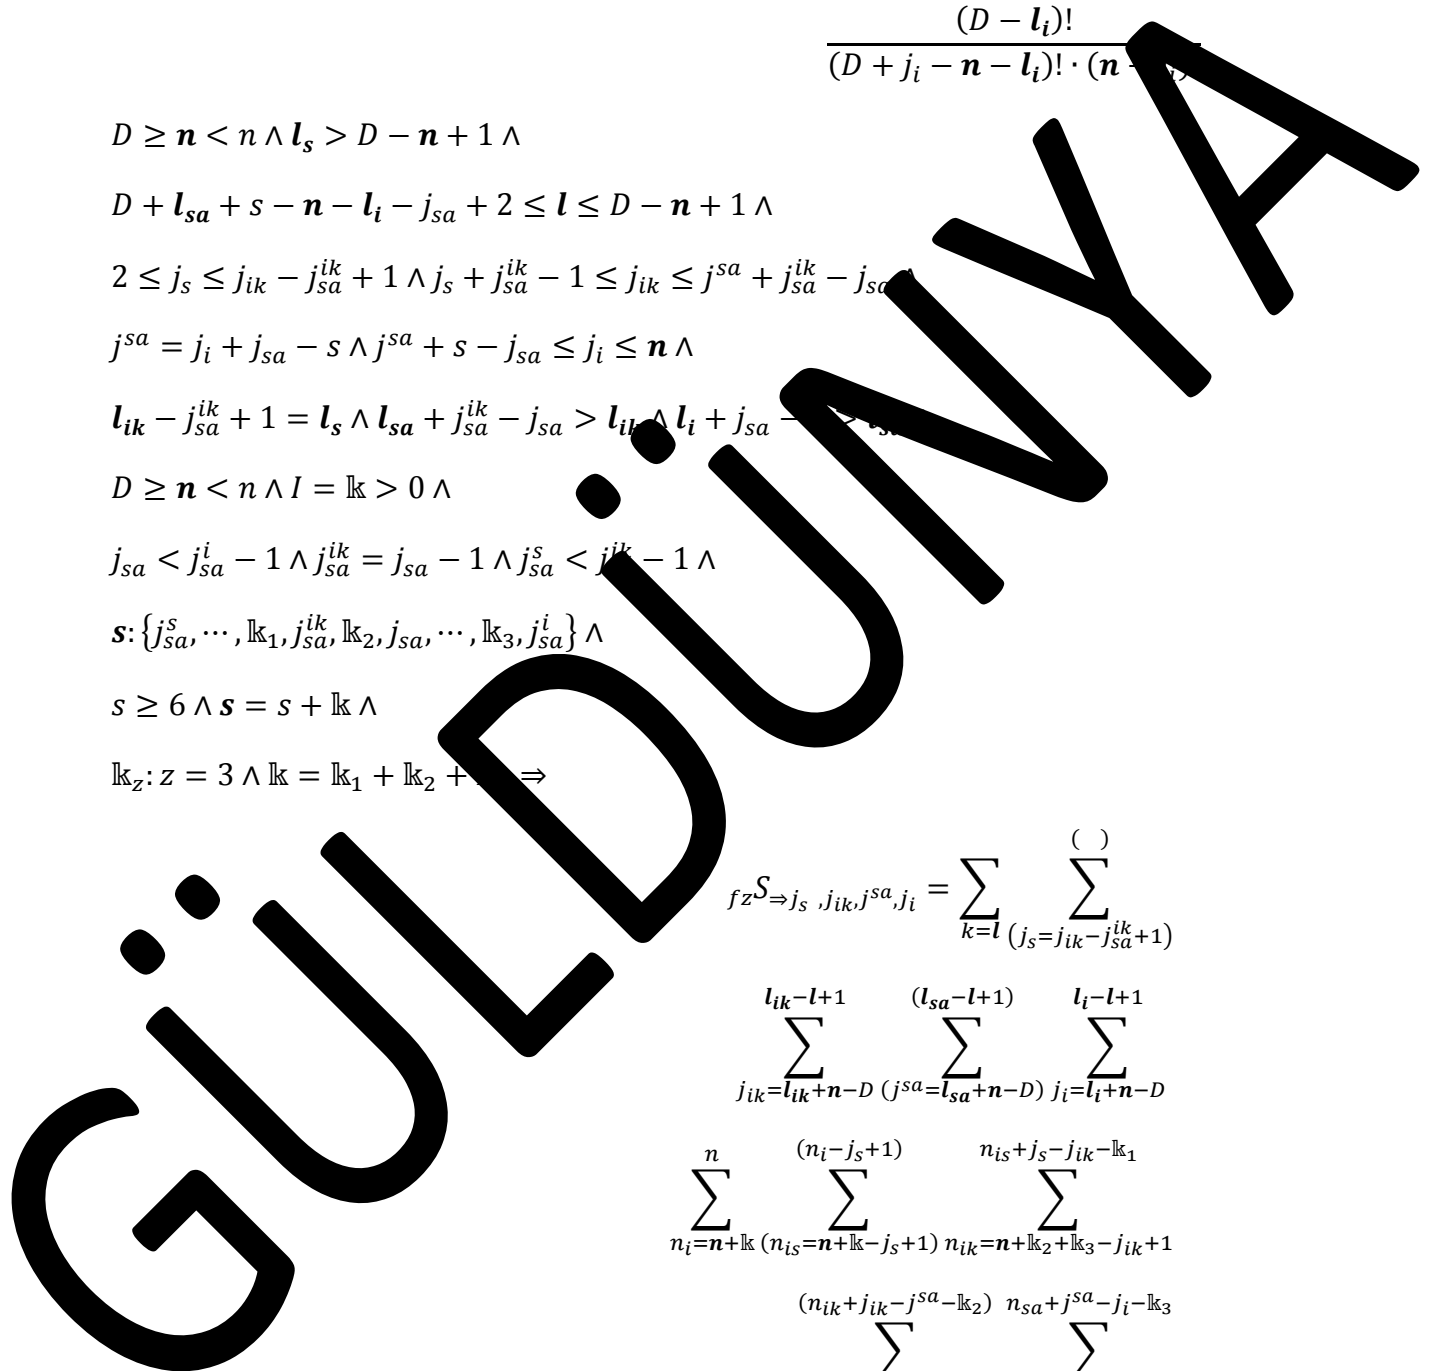 (D − l_i)!
(D + j_i − n − l_i)! · (n
D ≥ n < n ∧ l_s > D − n + 1 ∧
D + l_sa + s − n − l_i − j_sa + 2 ≤ l ≤ D − n + 1 ∧
2 ≤ j_s ≤ j_ik − j_sa^ik + 1 ∧ j_s + j_sa^ik − 1 ≤ j_ik ≤ j^sa + j_sa^ik − j_sa ∧
j^sa = j_i + j_sa − s ∧ j^sa + s − j_sa ≤ j_i ≤ n ∧
l_ik − j_sa^ik + 1 = l_s ∧ l_sa + j_sa^ik − j_sa > l_ik ∧ l_i + j_sa − > l_sa
D ≥ n < n ∧ I = 𝕜 > 0 ∧
j_sa < j_sa^i − 1 ∧ j_sa^ik = j_sa − 1 ∧ j_sa^s < j^ik − 1 ∧
s: {j_sa^s, ⋯ , 𝕜_1, j_sa^ik, 𝕜_2, j_sa, ⋯ , 𝕜_3, j_sa^i} ∧
s ≥ 6 ∧ s = s + 𝕜 ∧
𝕜_z: z = 3 ∧ 𝕜 = 𝕜_1 + 𝕜_2 + ⇒
( )
fzS⇒j_s ,j_ik,j^sa,j_i = ∑ ∑
k=l (j_s=j_ik−j_sa^ik+1)
l_ik−l+1 (l_sa−l+1) l_i−l+1
∑ ∑ ∑
j_ik=l_ik+n−D (j^sa=l_sa+n−D) j_i=l_i+n−D
n (n_i−j_s+1) n_is+j_s−j_ik−𝕜_1
∑ ∑ ∑
n_i=n+𝕜 (n_is=n+𝕜−j_s+1) n_ik=n+𝕜_2+𝕜_3−j_ik+1
(n_ik+j_ik−j^sa−𝕜_2) n_sa+j^sa−j_i−𝕜_3
∑ ∑
GÜLDÜNYA